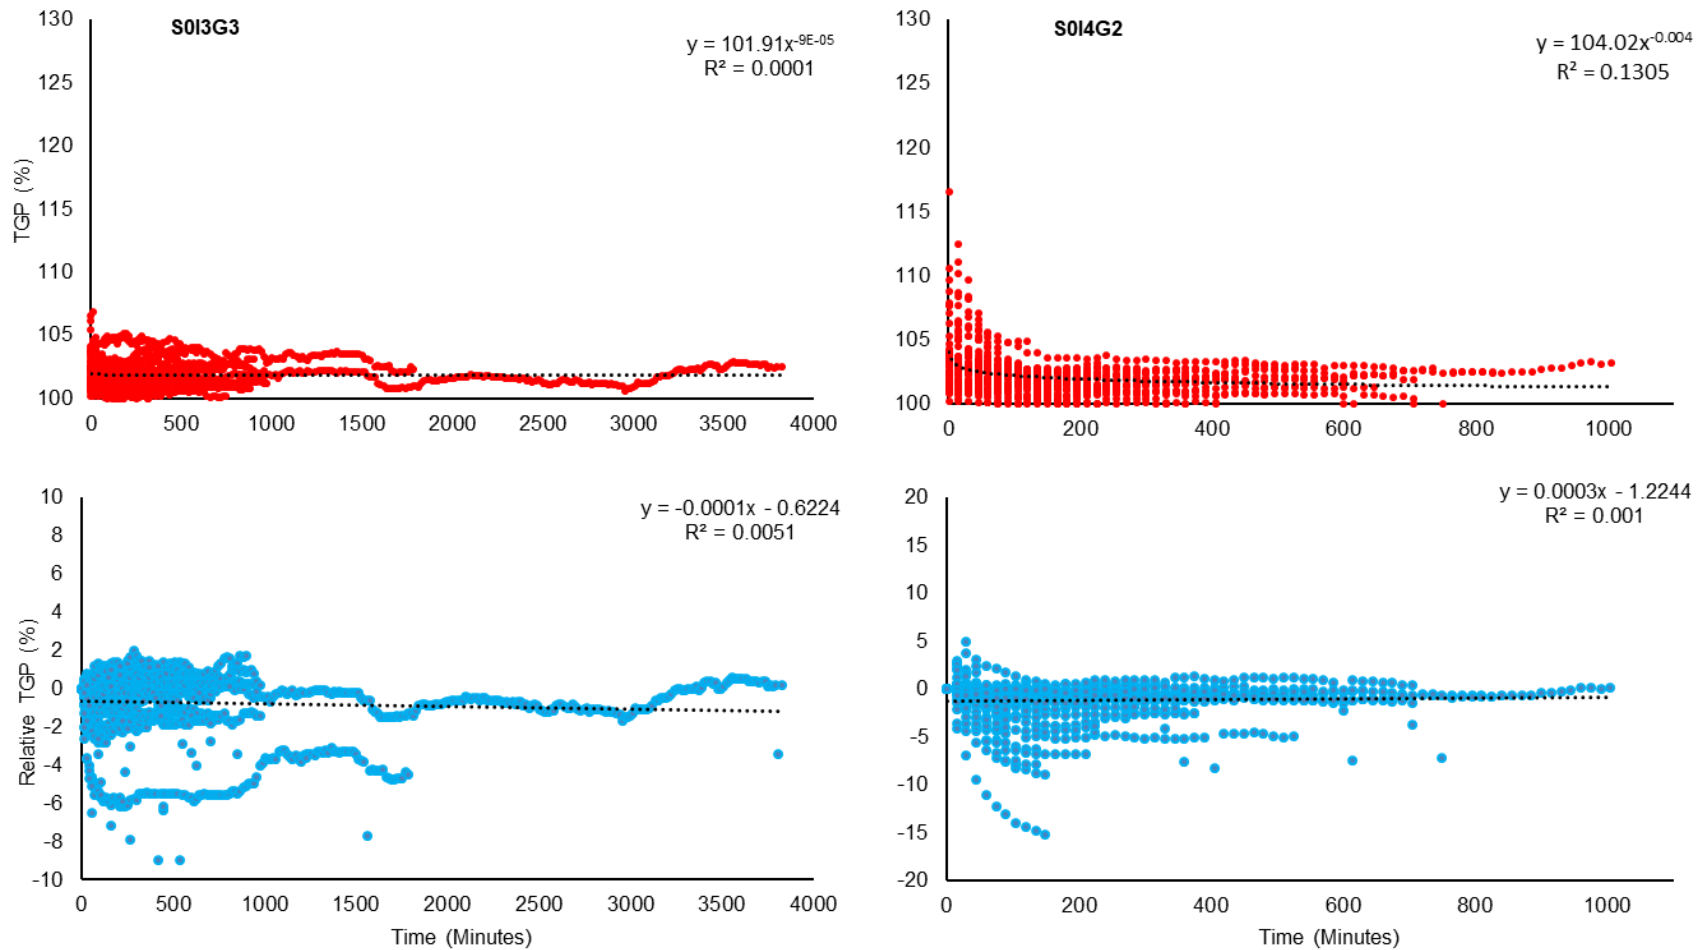 S0I3G3
y = 101.91x-9E-05
R² = 0.0001
130
125
120
115
110
105
100
TGP (%)
0 500 1000 1500 2000 2500 3000 3500 4000
S0I4G2
y = 104.02x-0.004
R² = 0.1305
130
125
120
115
110
105
100
0 200 400 600 800 1000
y = -0.0001x - 0.6224
R² = 0.0051
10
8
6
4
2
0
-2
-4
-6
-8
-10
Relative TGP (%)
0 500 1000 1500 2000 2500 3000 3500 4000
Time (Minutes)
y = 0.0003x - 1.2244
R² = 0.001
20
15
10
5
0
-5
-10
-15
-20
0 200 400 600 800 1000
Time (Minutes)